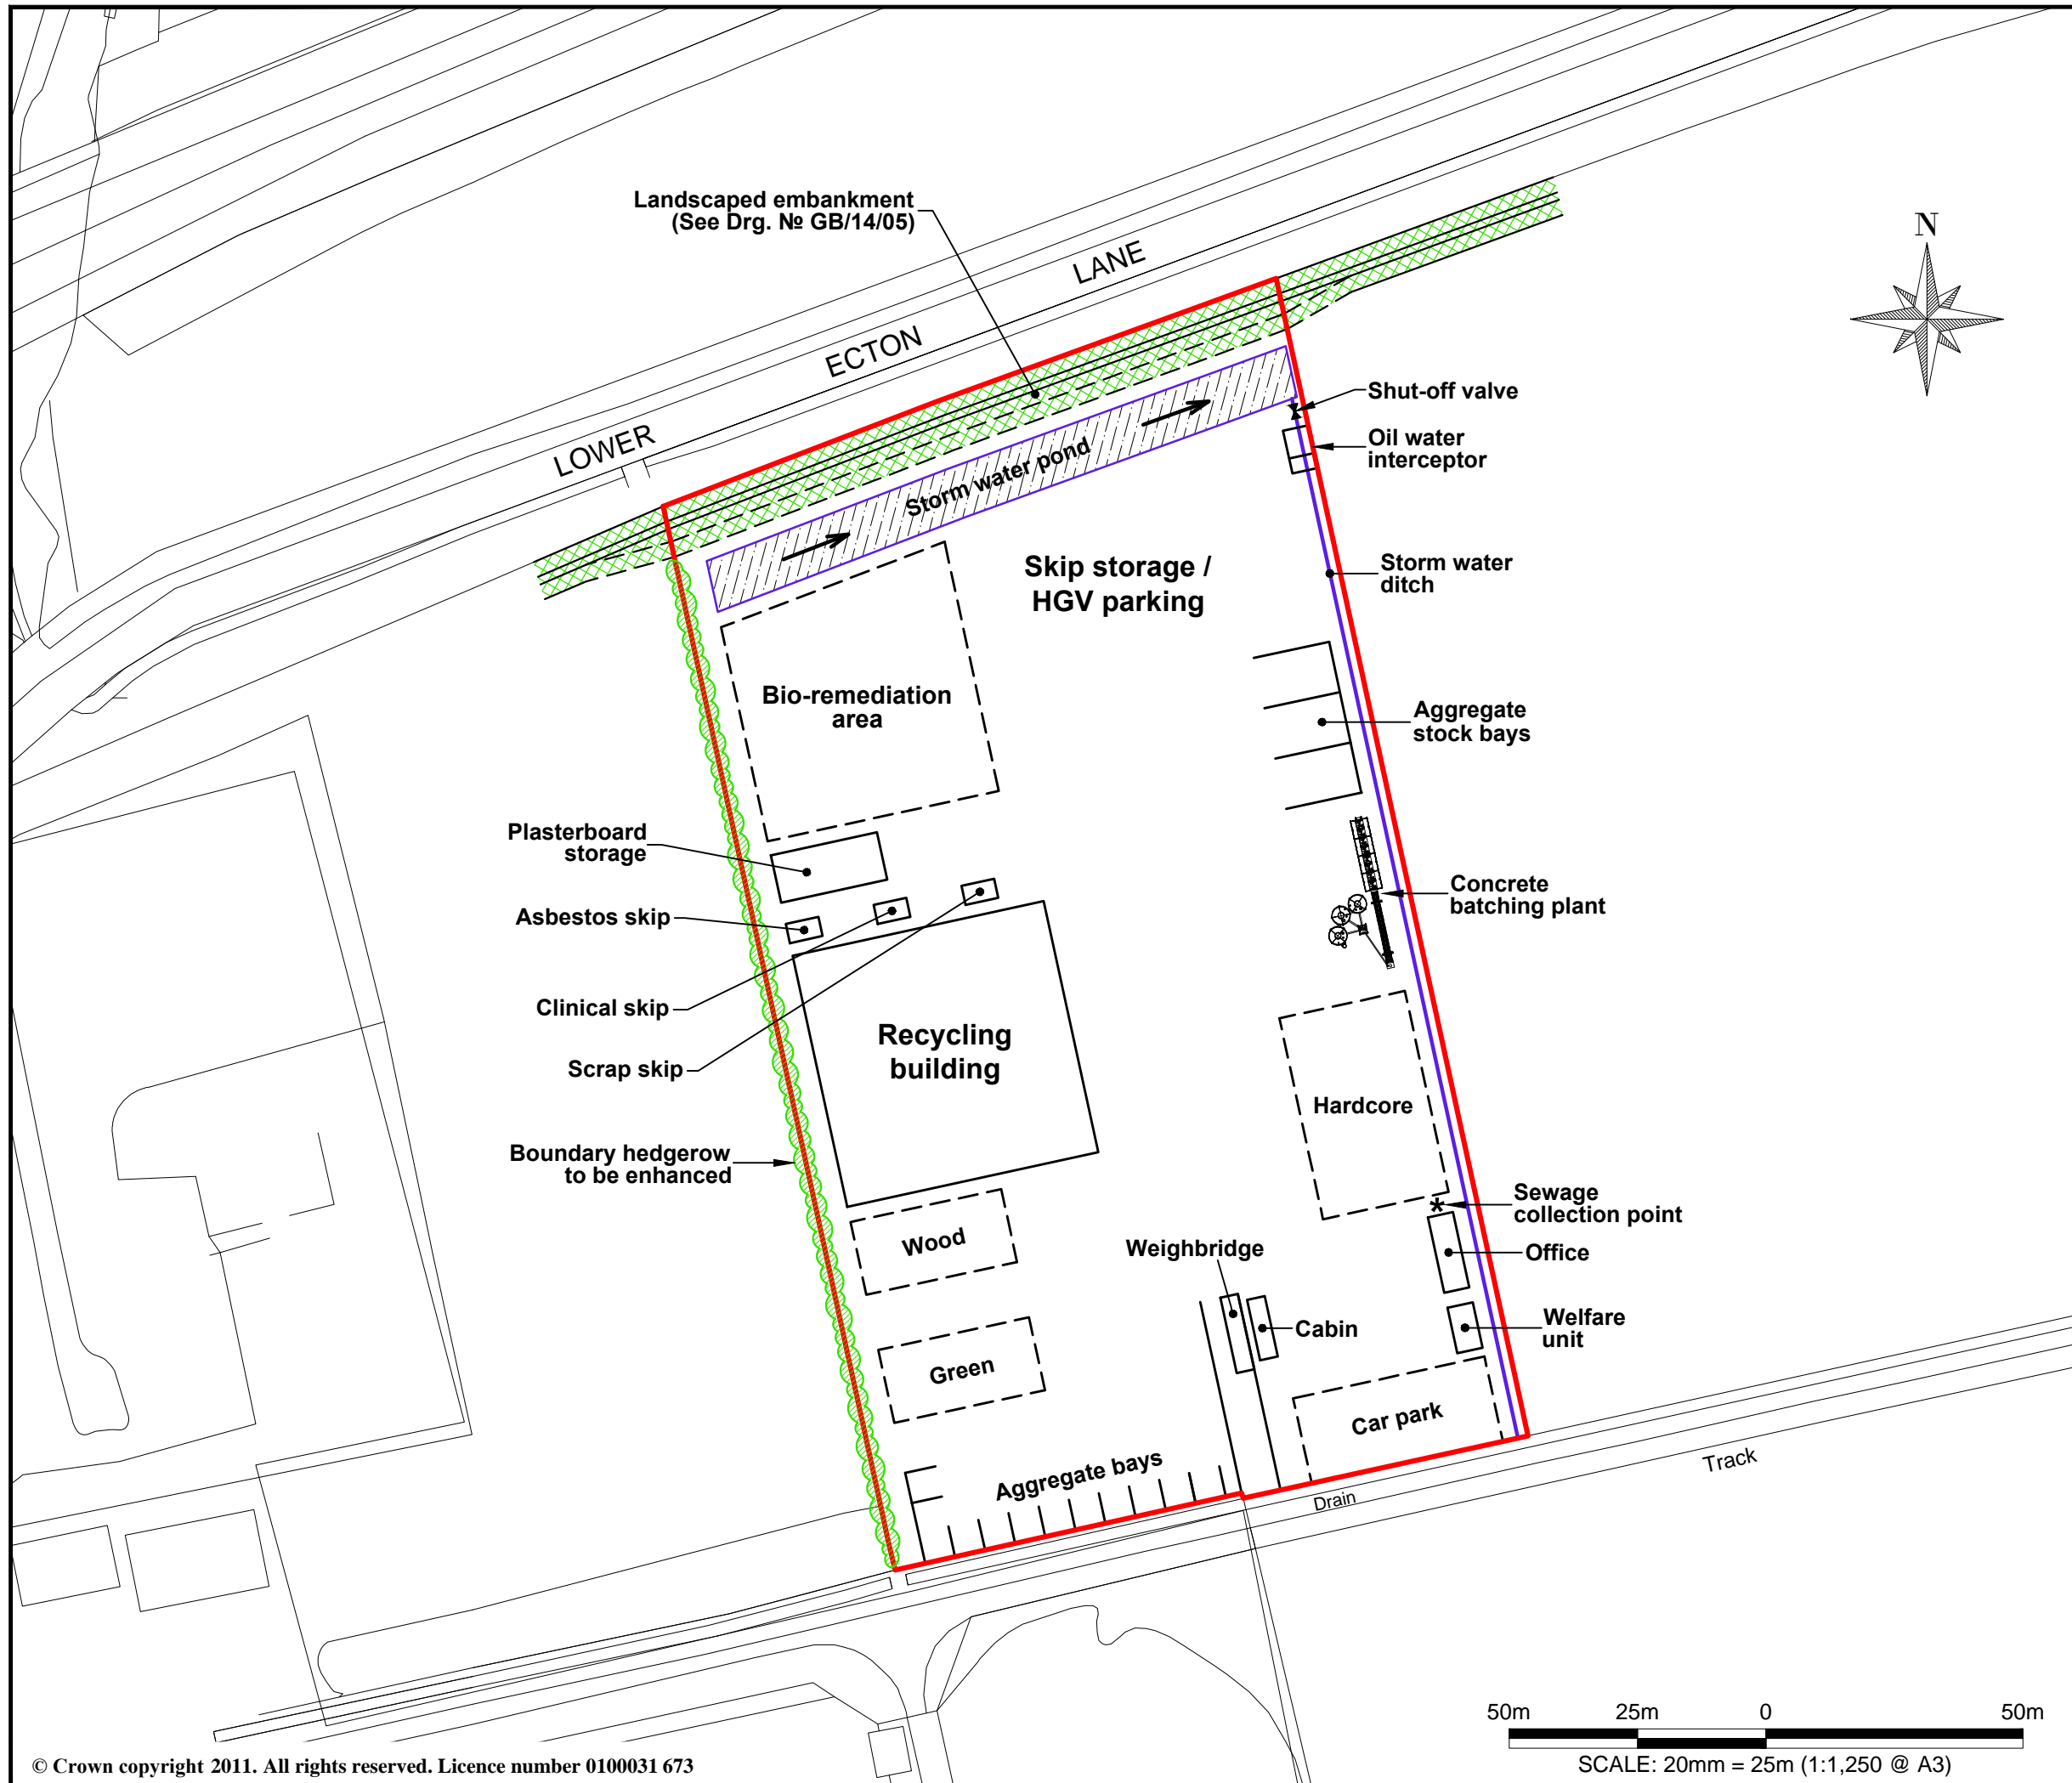 Landscaped embankment
(See Drg. № GB/14/05)
N
LOWER ECTON LANE
Shut-off valve
Oil water
interceptor
Storm water pond
Skip storage /
HGV parking
Storm water
ditch
Bio-remediation
area
Aggregate
stock bays
Plasterboard
storage
Concrete
batching plant
Asbestos skip
Clinical skip
Scrap skip
Recycling
building
Hardcore
Boundary hedgerow
to be enhanced
Sewage
collection point
Wood
Weighbridge
Office
Cabin
Welfare
unit
Green
Car park
Aggregate bays
Drain
Track
50m 25m 0 50m
SCALE: 20mm = 25m (1:1,250 @ A3)
© Crown copyright 2011. All rights reserved. Licence number 0100031 673